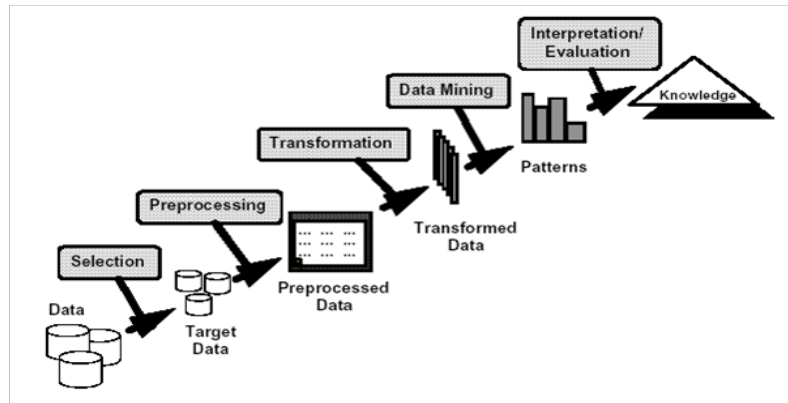 Interpretation/
Evaluation
Data Mining
Knowledge
Transformation
Patterns
Preprocessing
Transformed
Data
Selection
Preprocessed
Data
Data
Target
Data